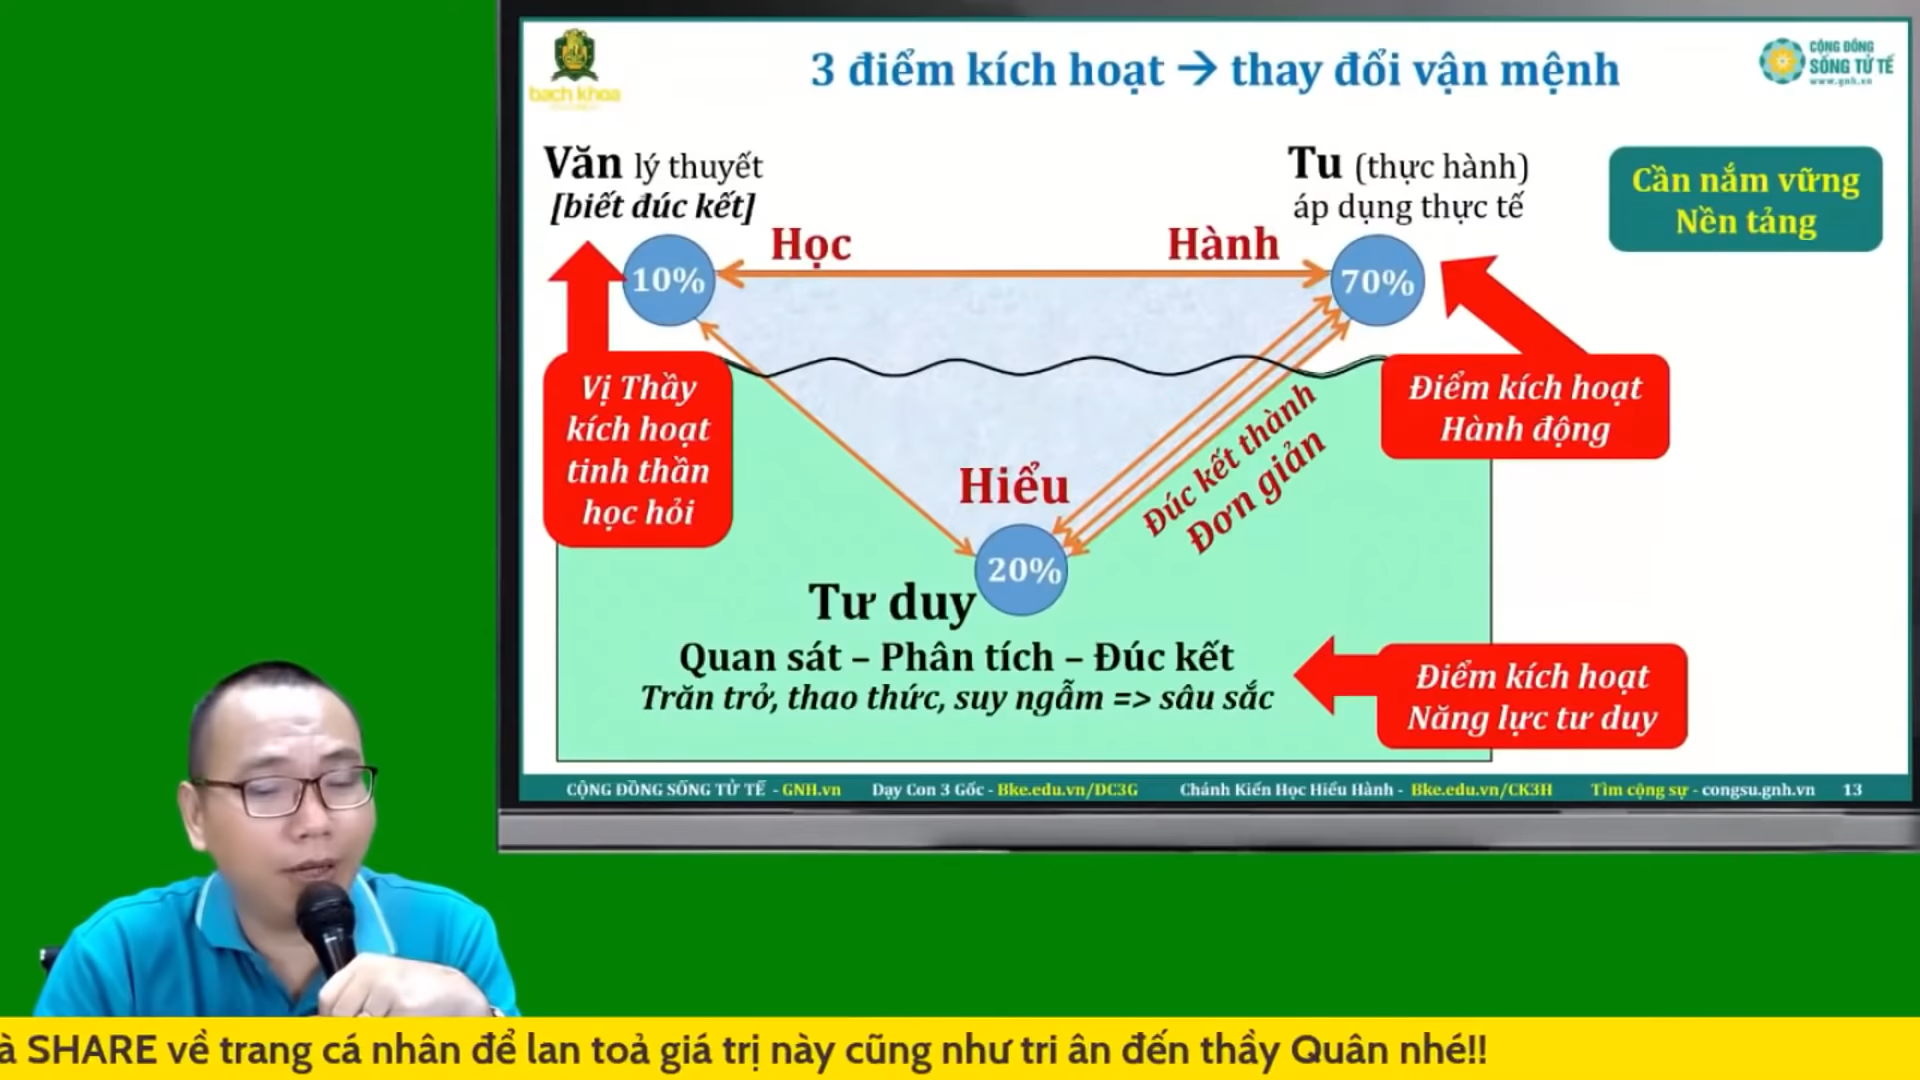 3 điểm kích hoạt → thay đổi vận mệnh
bach khoa
CỘNG ĐỒNG
SỐNG TỬ TẾ
www.gnh.vn
Văn lý thuyết
[biết đúc kết]
Tu (thực hành)
áp dụng thực tế
Cần nắm vững
Nền tảng
Học
Hành
10%
70%
Vị Thầy
kích hoạt
tinh thần
học hỏi
Điểm kích hoạt
Hành động
Hiểu
Đúc kết thành
Đơn giản
20%
Tư duy
Quan sát – Phân tích – Đúc kết
Trăn trở, thao thức, suy ngẫm => sâu sắc
Điểm kích hoạt
Năng lực tư duy
CỘNG ĐỒNG SỐNG TỬ TẾ - GNH.vn Dạy Con 3 Gốc - Bke.edu.vn/DC3G Chánh Kiến Học Hiểu Hành - Bke.edu.vn/CK3H Tìm cộng sự - congsu.gnh.vn 13
à SHARE về trang cá nhân để lan toả giá trị này cũng như tri ân đến thầy Quân nhé!!